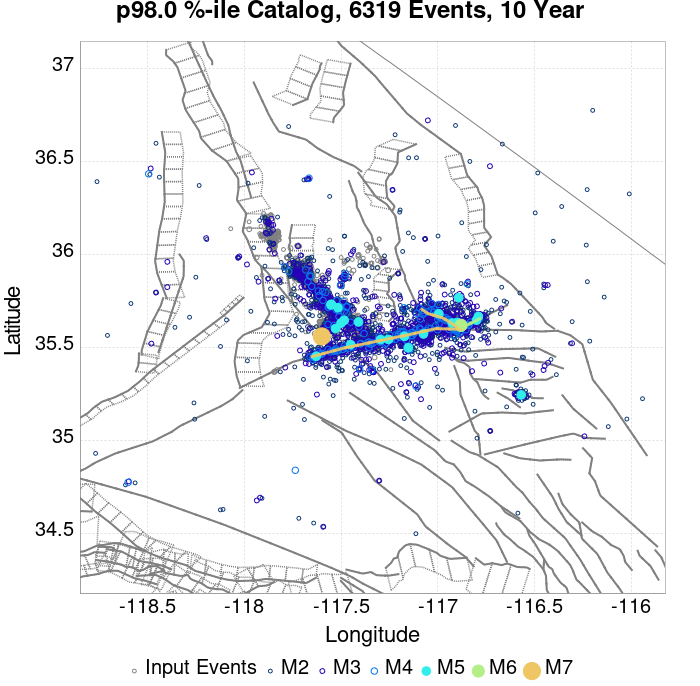 p98.0 %-ile Catalog, 6319 Events, 10 Year
37
36.5
36
35.5
35
34.5
Latitude
-118.5 -118 -117.5 -117 -116.5 -116
Longitude
Input Events M2 M3 M4 M5 M6 M7